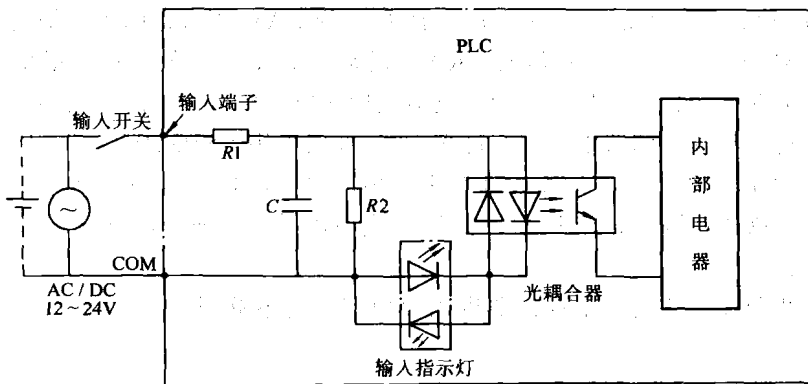 PLC
输入端子
输入开关
R1
C
R2
内部电器
~
COM
AC / DC
12~24V
光耦合器
输入指示灯